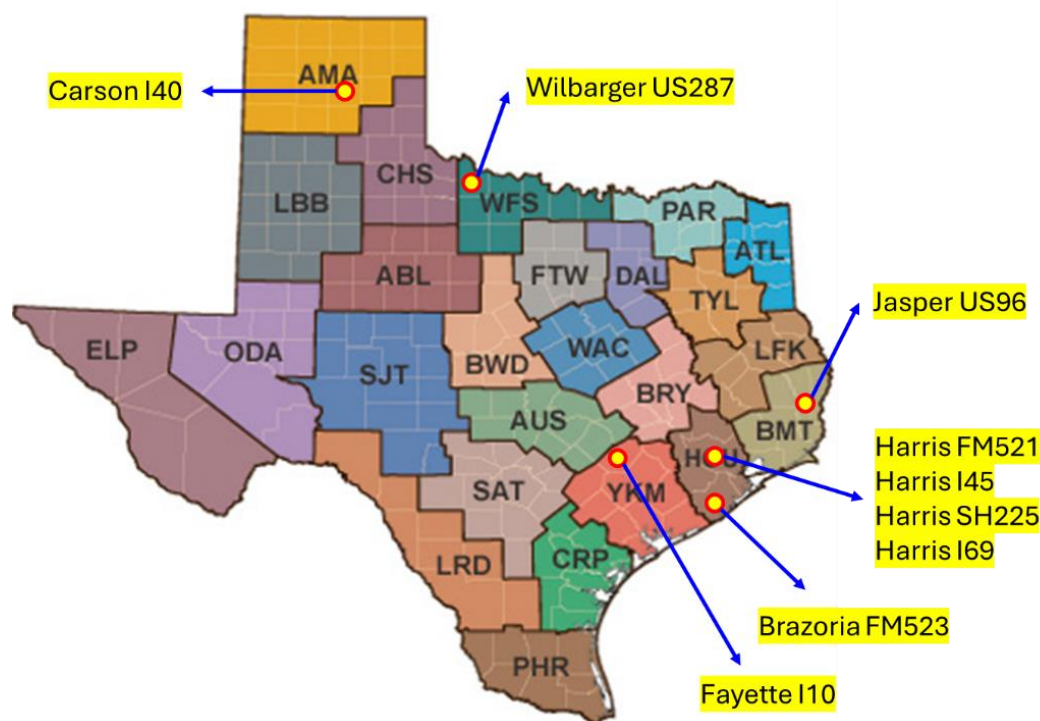 AMA
Carson I40
Wilbarger US287
CHS
LBB
WFS
PAR
ATL
ABL
FTW
DAL
TYL
Jasper US96
ELP
ODA
SJT
BWD
WAC
LFK
BRY
AUS
BMT
HOU
Harris FM521
Harris I45
Harris SH225
Harris I69
SAT
YKM
LRD
CRP
Brazoria FM523
PHR
Fayette I10